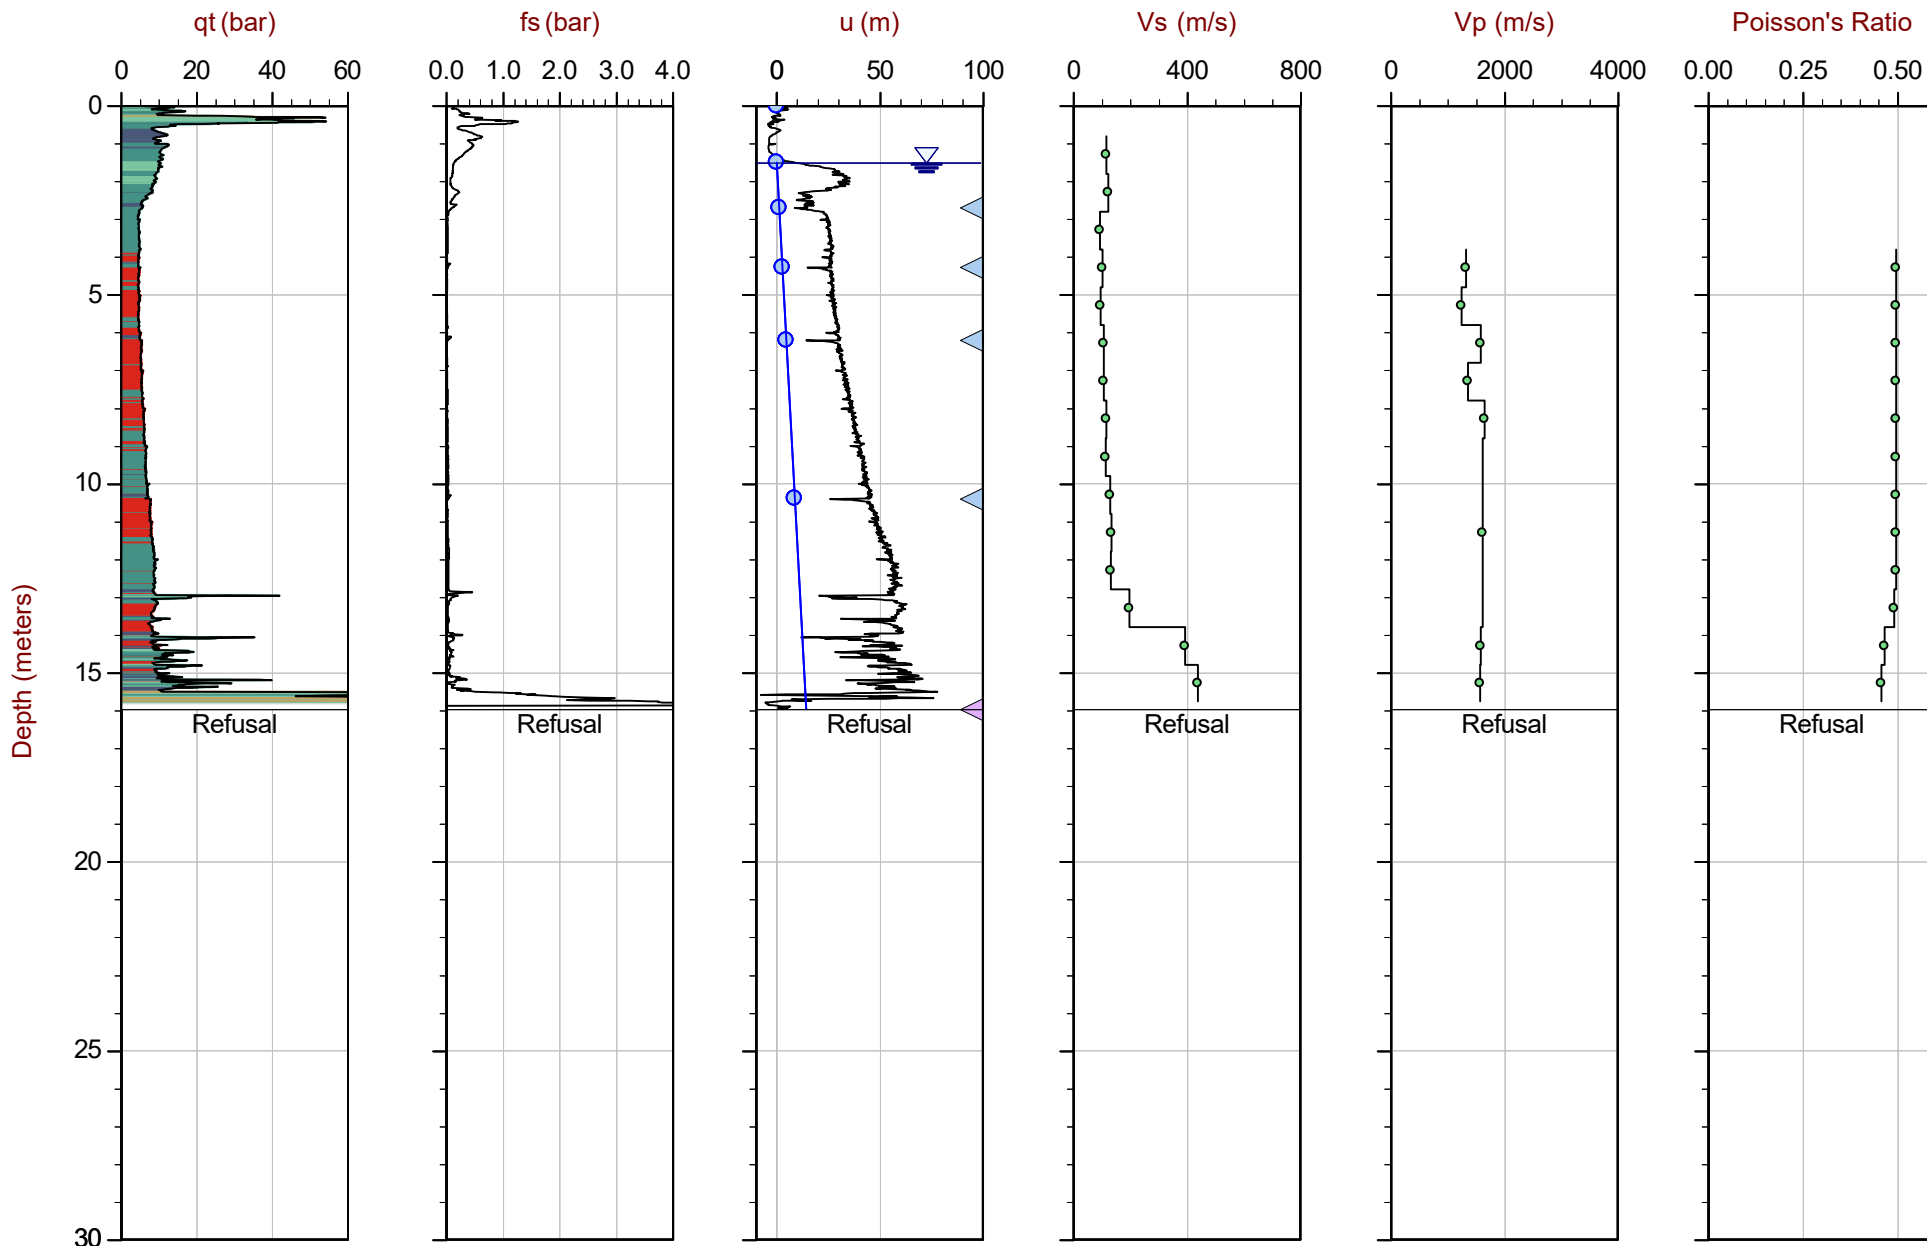 qt (bar) fs (bar) u (m) Vs (m/s) Vp (m/s) Poisson's Ratio
0 20 40 60 0.0 1.0 2.0 3.0 4.0 0 50 100 0 400 800 0 2000 4000 0.00 0.25 0.50
0
5
10
15
Refusal Refusal Refusal Refusal Refusal Refusal
Depth (meters)
20
25
30